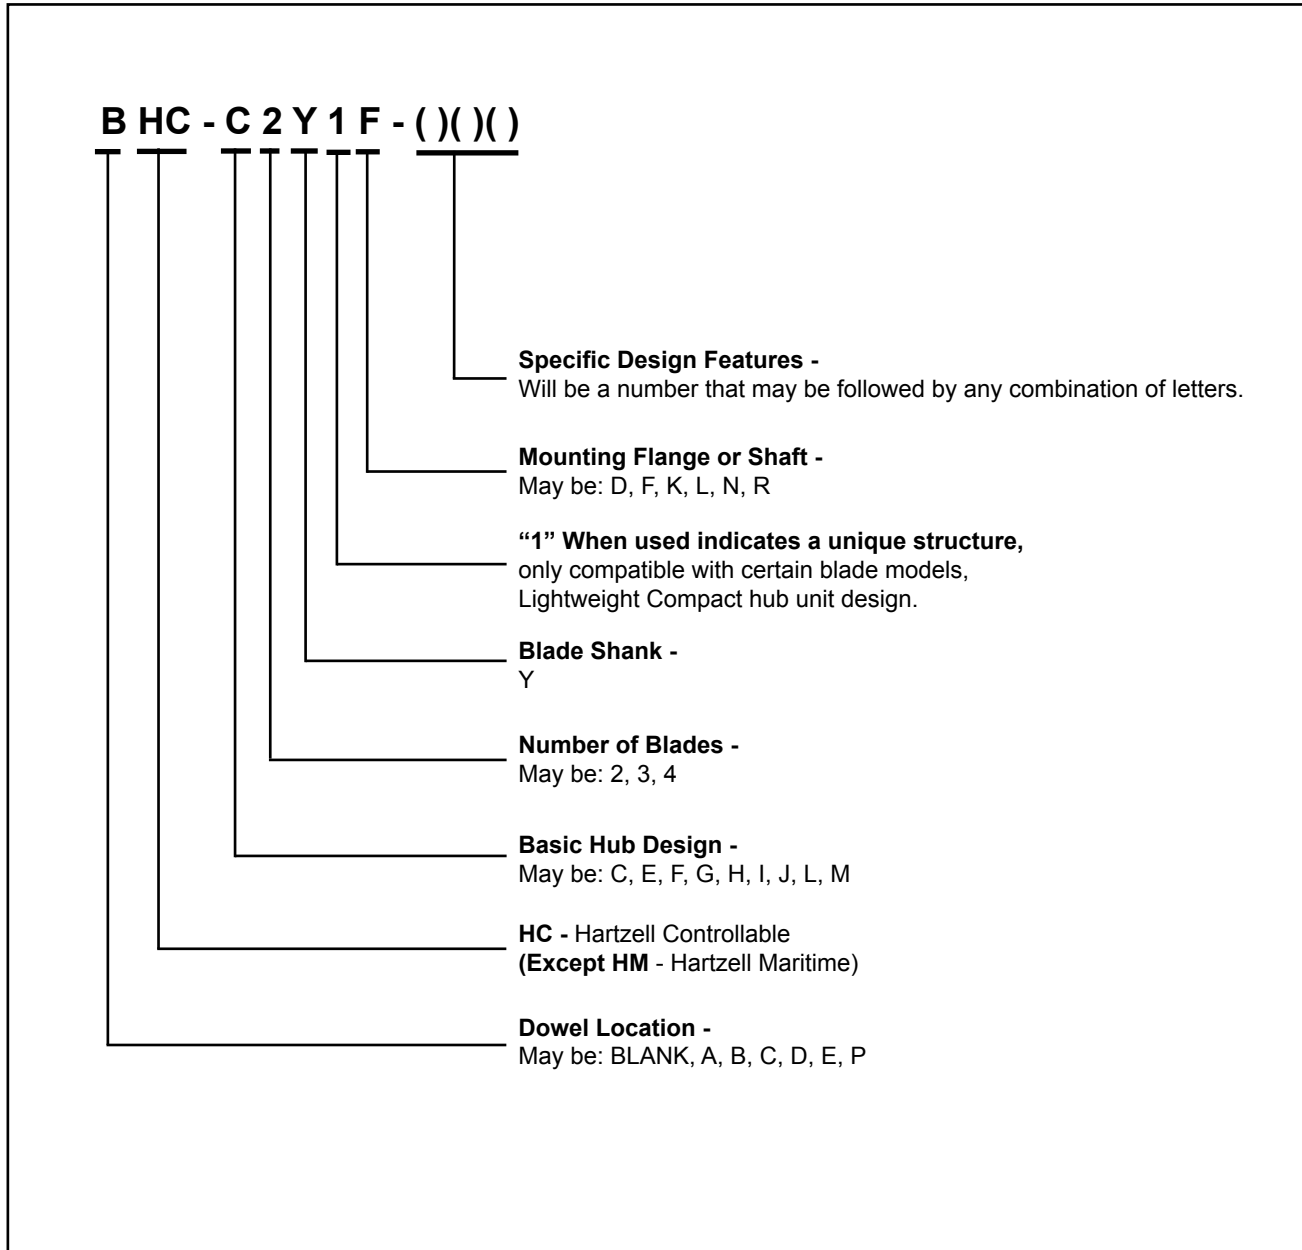 B HC - C 2 Y 1 F - ( )( )( )
Specific Design Features -
Will be a number that may be followed by any combination of letters.
Mounting Flange or Shaft -
May be: D, F, K, L, N, R
“1” When used indicates a unique structure,
only compatible with certain blade models,
Lightweight Compact hub unit design.
Blade Shank -
Y
Number of Blades -
May be: 2, 3, 4
Basic Hub Design -
May be: C, E, F, G, H, I, J, L, M
HC - Hartzell Controllable
(Except HM - Hartzell Maritime)
Dowel Location -
May be: BLANK, A, B, C, D, E, P